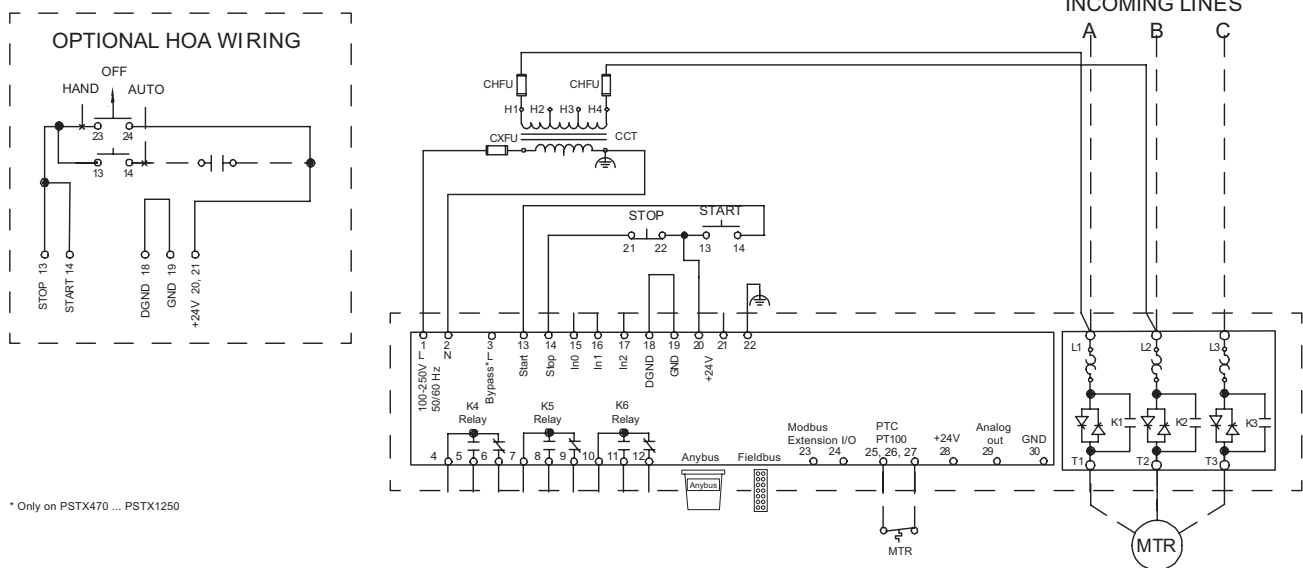 INCOMING LINES
A B C
OPTIONAL HOA WIRING
OFF
HAND AUTO
23 24
13 14
STOP 13
START 14
DGND 18
GND 19
+24V 20, 21
CHFU CHFU
H1 H2 H3 H4
CXFU CCT
STOP START
21 22 13 14
1 2 3 13 14 15 16 17 18 19 20 21 22
L
100-250V
50/60 Hz
N
Bypass* L
Start
Stop
In0
In1
In2
DGND
GND
+24V
L1 L2 L3
K4
Relay
K5
Relay
K6
Relay
4 5 6 7 8 9 10 11 12
Modbus
Extension I/O
23 24
PTC
PT100
25, 26, 27
+24V
28
Analog
out
29
GND
30
K1 K2 K3
T1 T2 T3
Anybus Fieldbus
Anybus
MTR
MTR
* Only on PSTX470 ... PSTX1250